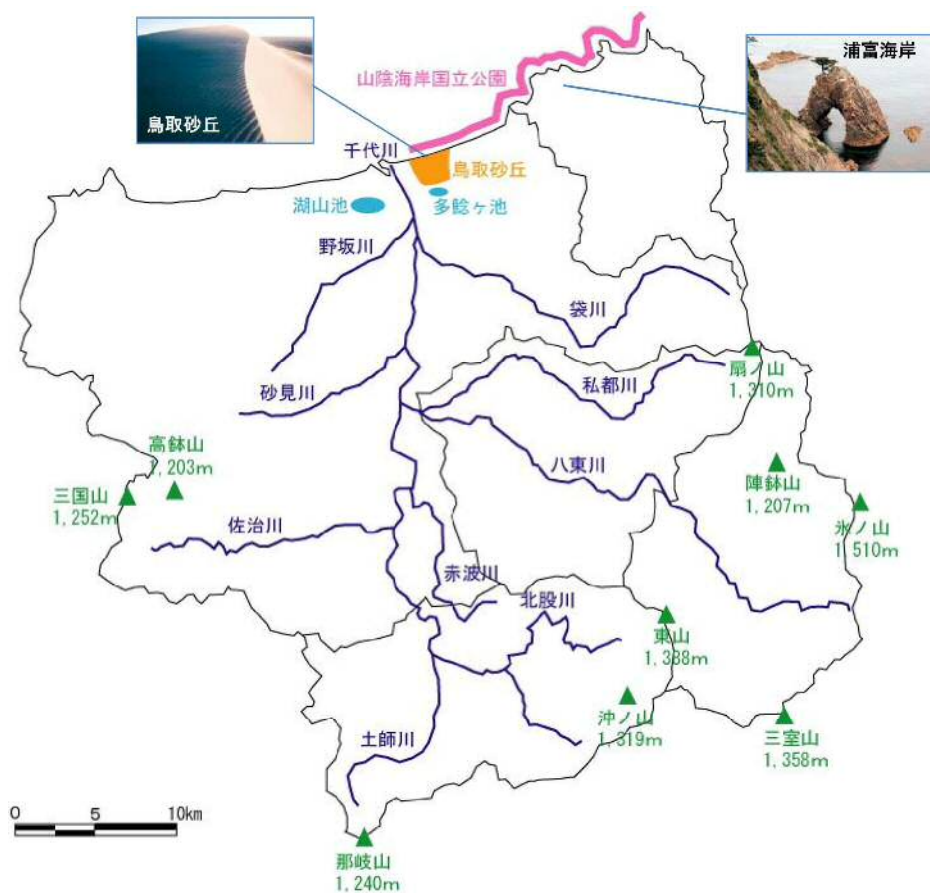 浦富海岸
山陰海岸国立公園
鳥取砂丘
千代川
鳥取砂丘
湖山池
多鯰ヶ池
野坂川
袋川
扇ノ山
1,310m
私都川
砂見川
高鉢山
1,203m
八東川
陣鉢山
1,207m
三国山
1,252m
氷ノ山
1,510m
佐治川
赤波川
北股川
東山
1,388m
沖ノ山
1,319m
三室山
1,358m
土師川
0 5 10km
那岐山
1,240m